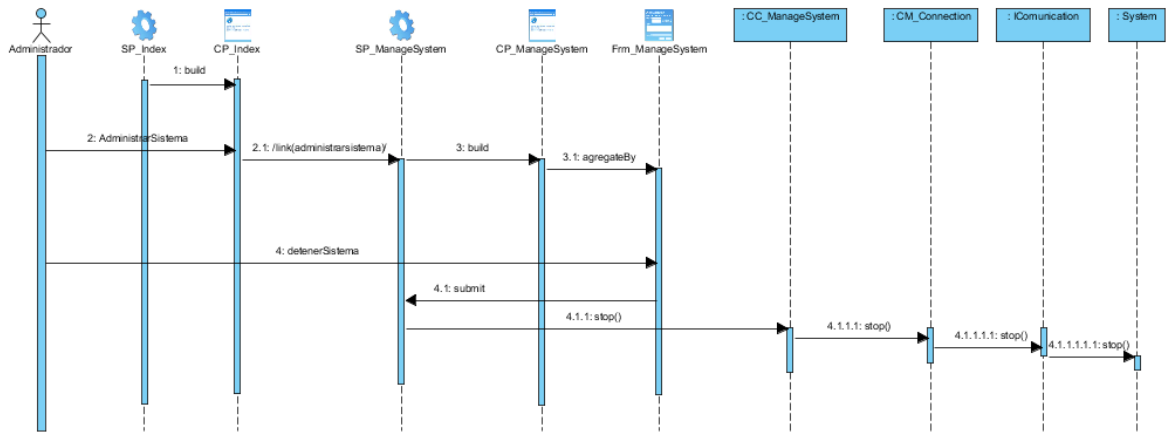 : CC_ManageSystem
: CM_Connection
: IComunication
: System
Administrador
SP_Index
CP_Index
SP_ManageSystem
CP_ManageSystem
Frm_ManageSystem
1: build
2: AdministrarSistema
2.1: /link(administrarsistema)/
3: build
3.1: agregateBy
4: detenerSistema
4.1: submit
4.1.1: stop()
4.1.1.1: stop()
4.1.1.1.1: stop()
4.1.1.1.1.1: stop()